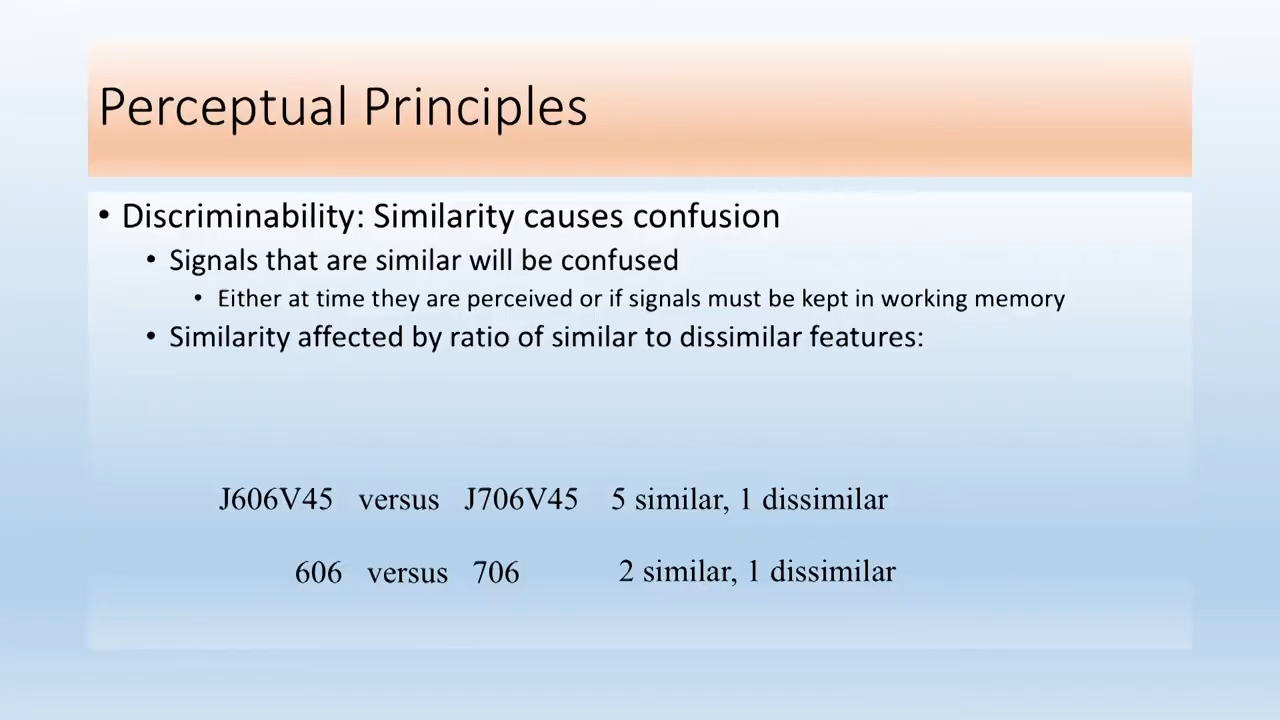 Perceptual Principles
• Discriminability: Similarity causes confusion
• Signals that are similar will be confused
• Either at time they are perceived or if signals must be kept in working memory
• Similarity affected by ratio of similar to dissimilar features:
J606V45 versus J706V45 5 similar, 1 dissimilar
606 versus 706 2 similar, 1 dissimilar